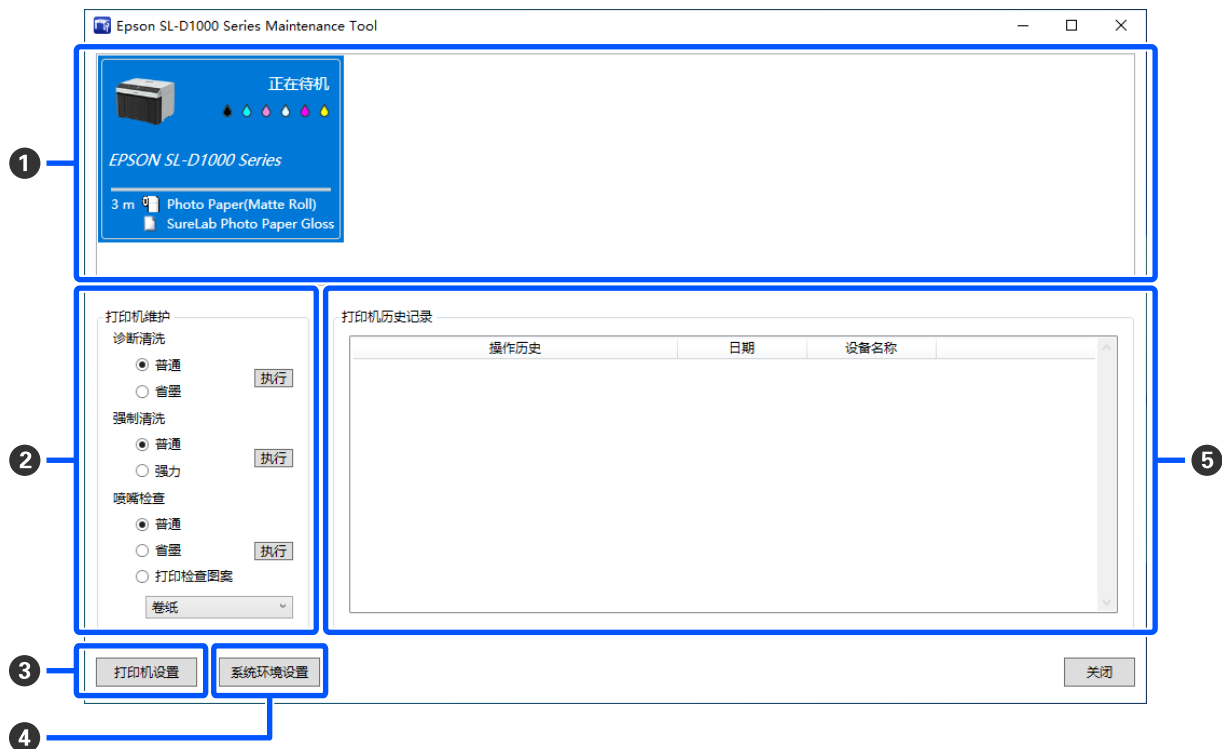 Epson SL-D1000 Series Maintenance Tool
正在待机
EPSON SL-D1000 Series
3 m Photo Paper(Matte Roll)
SureLab Photo Paper Gloss
1
打印机维护
诊断清洗
普通
执行
省墨
强制清洗
普通
执行
强力
喷嘴检查
普通
省墨
执行
打印检查图案
卷纸
2
打印机历史记录
操作历史 日期 设备名称
5
3
打印机设置
系统环境设置
关闭
4